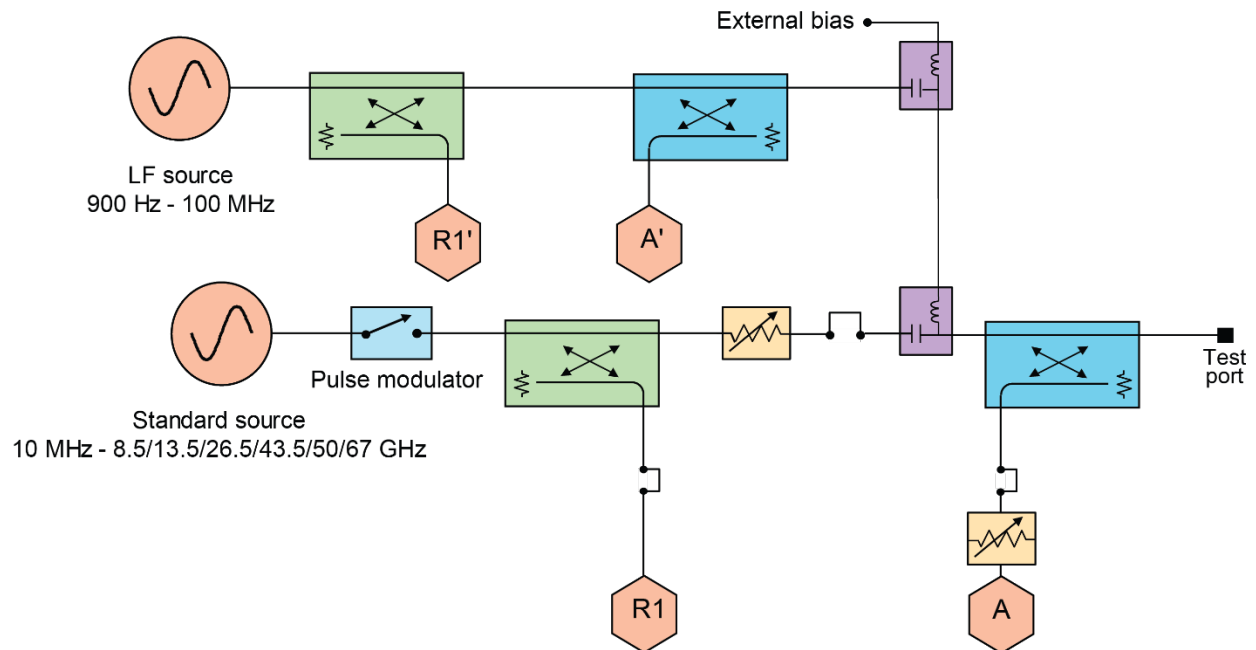 External bias
LF source
900 Hz - 100 MHz
R1'
A'
Pulse modulator
Standard source
10 MHz - 8.5/13.5/26.5/43.5/50/67 GHz
Test
port
R1
A